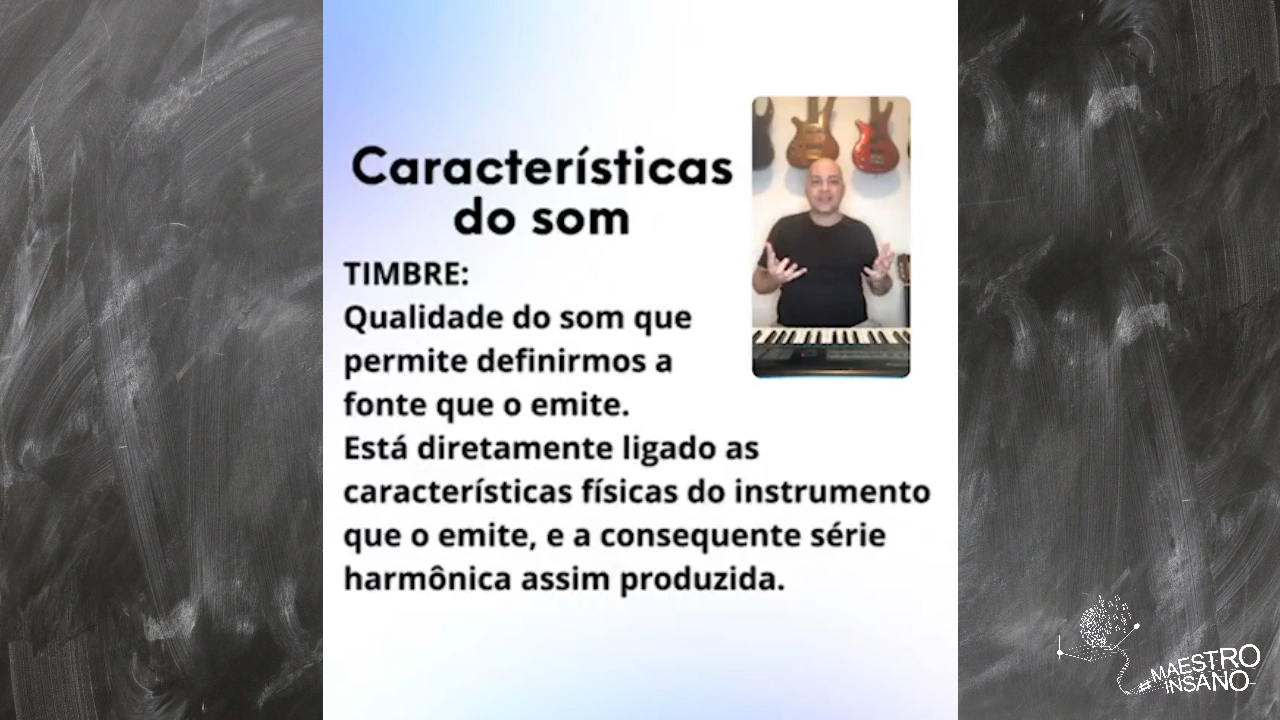 Características
do som
TIMBRE:
Qualidade do som que
permite definirmos a
fonte que o emite.
Está diretamente ligado as
características físicas do instrumento
que o emite, e a consequente série
harmônica assim produzida.
#MAESTRO
INSANO